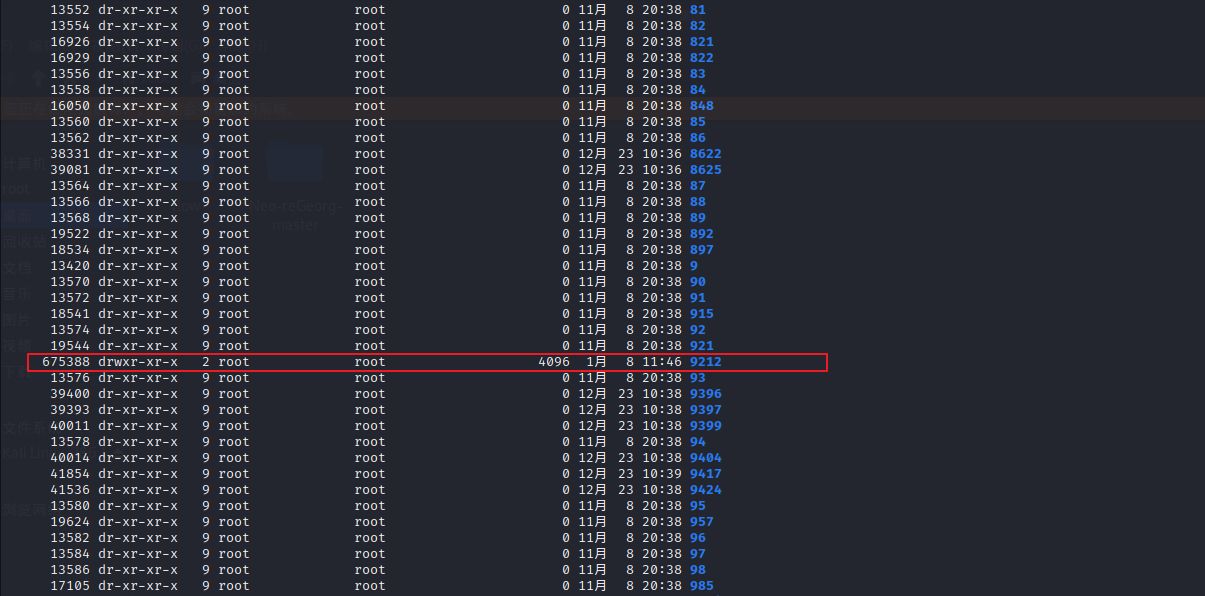 13552 dr-xr-xr-x 9 root root 0 11月 8 20:38 81
13554 dr-xr-xr-x 9 root root 0 11月 8 20:38 82
16926 dr-xr-xr-x 9 root root 0 11月 8 20:38 821
16929 dr-xr-xr-x 9 root root 0 11月 8 20:38 822
13556 dr-xr-xr-x 9 root root 0 11月 8 20:38 83
13558 dr-xr-xr-x 9 root root 0 11月 8 20:38 84
16050 dr-xr-xr-x 9 root root 0 11月 8 20:38 848
13560 dr-xr-xr-x 9 root root 0 11月 8 20:38 85
13562 dr-xr-xr-x 9 root root 0 11月 8 20:38 86
38331 dr-xr-xr-x 9 root root 0 12月 23 10:36 8622
39081 dr-xr-xr-x 9 root root 0 12月 23 10:36 8625
13564 dr-xr-xr-x 9 root root 0 11月 8 20:38 87
13566 dr-xr-xr-x 9 root root 0 11月 8 20:38 88
13568 dr-xr-xr-x 9 root root 0 11月 8 20:38 89
19522 dr-xr-xr-x 9 root root 0 11月 8 20:38 892
18534 dr-xr-xr-x 9 root root 0 11月 8 20:38 897
13420 dr-xr-xr-x 9 root root 0 11月 8 20:38 9
13570 dr-xr-xr-x 9 root root 0 11月 8 20:38 90
13572 dr-xr-xr-x 9 root root 0 11月 8 20:38 91
18541 dr-xr-xr-x 9 root root 0 11月 8 20:38 915
13574 dr-xr-xr-x 9 root root 0 11月 8 20:38 92
19544 dr-xr-xr-x 9 root root 0 11月 8 20:38 921
675388 drwxr-xr-x 2 root root 4096 1月 8 11:46 9212
13576 dr-xr-xr-x 9 root root 0 11月 8 20:38 93
39400 dr-xr-xr-x 9 root root 0 12月 23 10:38 9396
39393 dr-xr-xr-x 9 root root 0 12月 23 10:38 9397
40011 dr-xr-xr-x 9 root root 0 12月 23 10:38 9399
13578 dr-xr-xr-x 9 root root 0 11月 8 20:38 94
40014 dr-xr-xr-x 9 root root 0 12月 23 10:38 9404
41854 dr-xr-xr-x 9 root root 0 12月 23 10:39 9417
41536 dr-xr-xr-x 9 root root 0 12月 23 10:38 9424
13580 dr-xr-xr-x 9 root root 0 11月 8 20:38 95
19624 dr-xr-xr-x 9 root root 0 11月 8 20:38 957
13582 dr-xr-xr-x 9 root root 0 11月 8 20:38 96
13584 dr-xr-xr-x 9 root root 0 11月 8 20:38 97
13586 dr-xr-xr-x 9 root root 0 11月 8 20:38 98
17105 dr-xr-xr-x 9 root root 0 11月 8 20:38 985
计算机
root
桌面
Neo-reGeorg-
master
文档
音乐
图片
视频